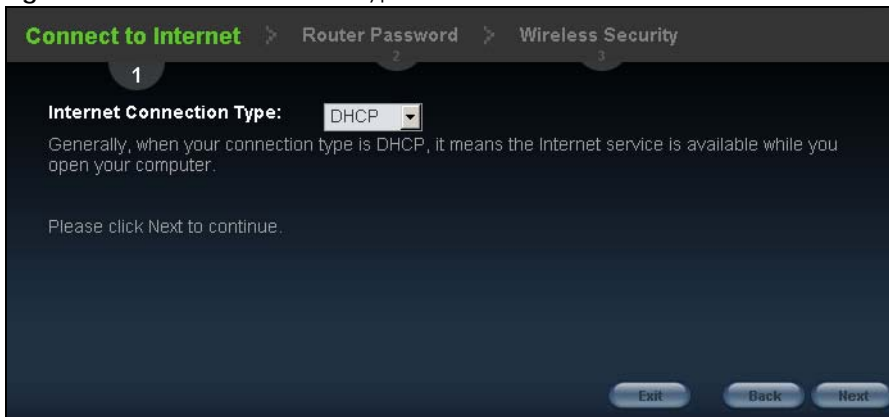 Connect to Internet > Router Password > Wireless Security
1 2 3
Internet Connection Type: DHCP
Generally, when your connection type is DHCP, it means the Internet service is available while you
open your computer.
Please click Next to continue.
Exit Back Next